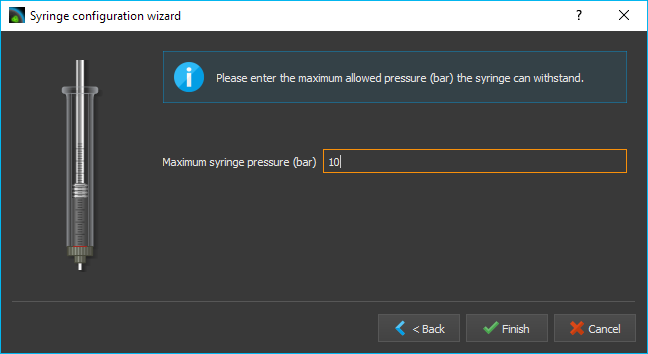 Syringe configuration wizard
?
Please enter the maximum allowed pressure (bar) the syringe can withstand.
Maximum syringe pressure (bar) 10
< Back Finish Cancel